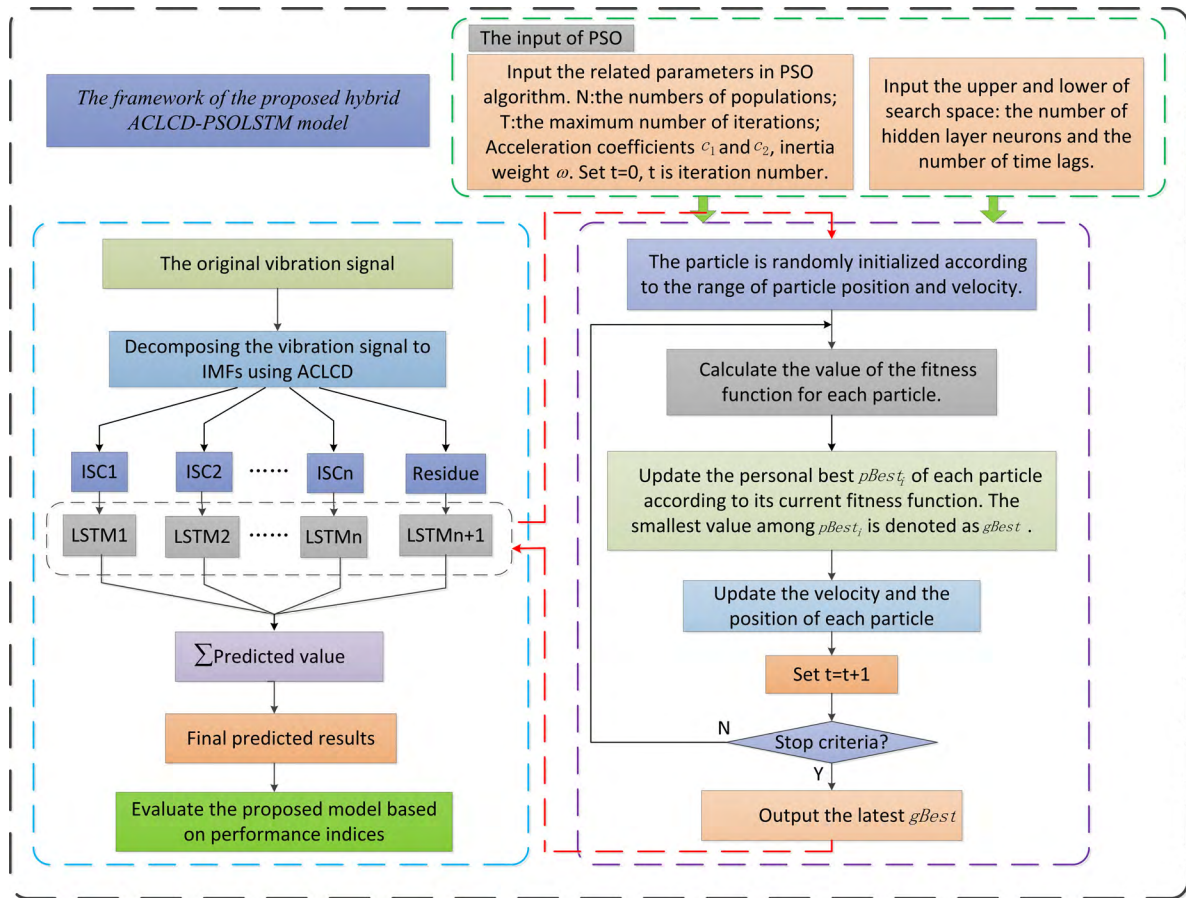 The framework of the proposed hybrid
ACLCD-PSOLSTM model
The input of PSO
Input the related parameters in PSO
algorithm. N:the numbers of populations;
T:the maximum number of iterations;
Acceleration coefficients c₁ and c₂, inertia
weight ω. Set t=0, t is iteration number.
Input the upper and lower of
search space: the number of
hidden layer neurons and the
number of time lags.
The original vibration signal
Decomposing the vibration signal to
IMFs using ACLCD
ISC1
ISC2
······
ISCn
Residue
LSTM1
LSTM2
······
LSTMn
LSTMn+1
∑Predicted value
Final predicted results
Evaluate the proposed model based
on performance indices
The particle is randomly initialized according
to the range of particle position and velocity.
Calculate the value of the fitness
function for each particle.
Update the personal best pBestᵢ of each particle
according to its current fitness function. The
smallest value among pBestᵢ is denoted as gBest .
Update the velocity and the
position of each particle
Set t=t+1
N
Stop criteria?
Y
Output the latest gBest